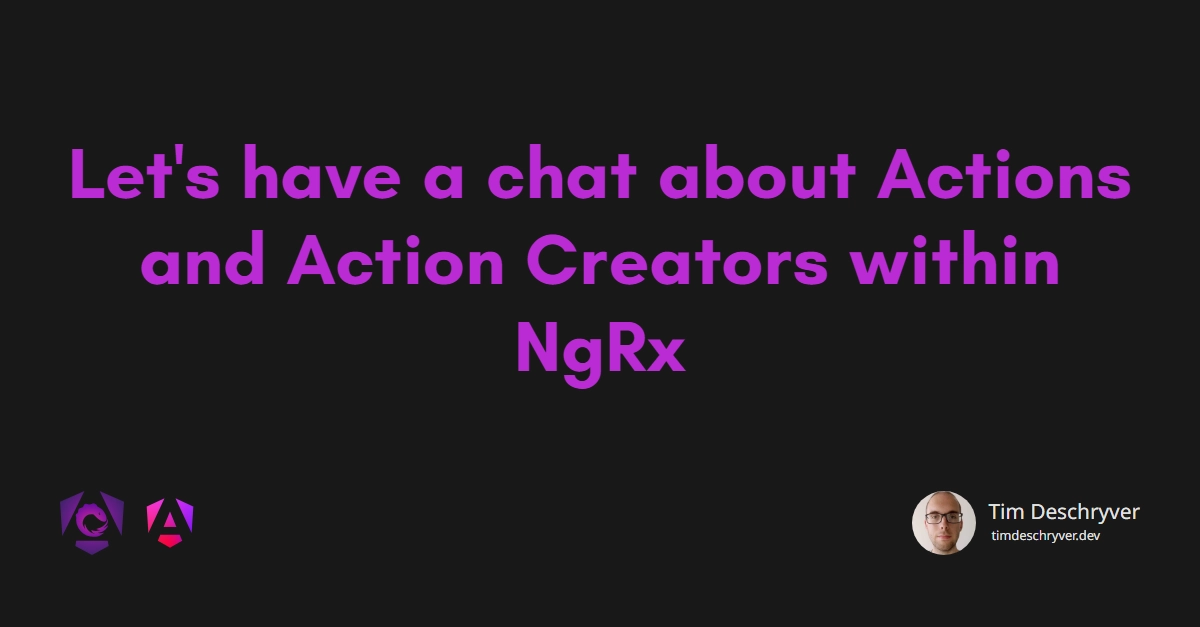 Let's have a chat about Actions
and Action Creators within
NgRx
Tim Deschryver
timdeschryver.dev